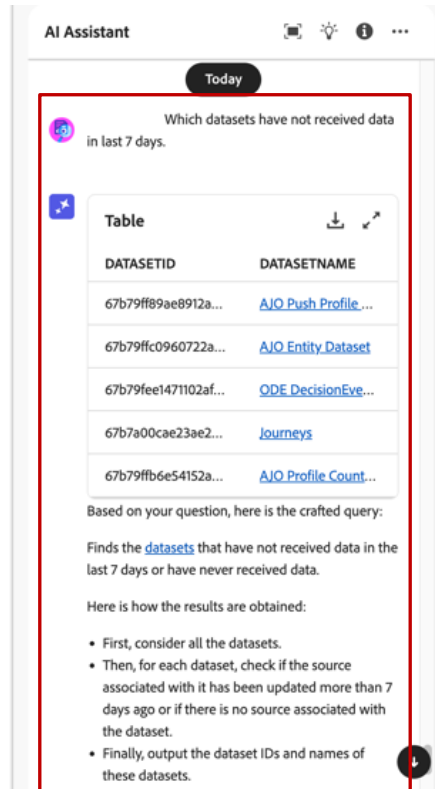 AI Assistant
Today
Which datasets have not received data
in last 7 days.
Table
DATASETID DATASETNAME
67b79ff89ae8912a... AJO Push Profile ...
67b79ffc0960722a... AJO Entity Dataset
67b79fee1471102af... ODE DecisionEve...
67b7a00cae23ae2... Journeys
67b79ffb6e54152a... AJO Profile Count...
Based on your question, here is the crafted query:
Finds the datasets that have not received data in the
last 7 days or have never received data.
Here is how the results are obtained:
• First, consider all the datasets.
• Then, for each dataset, check if the source
associated with it has been updated more than 7
days ago or if there is no source associated with
the dataset.
• Finally, output the dataset IDs and names of
these datasets.